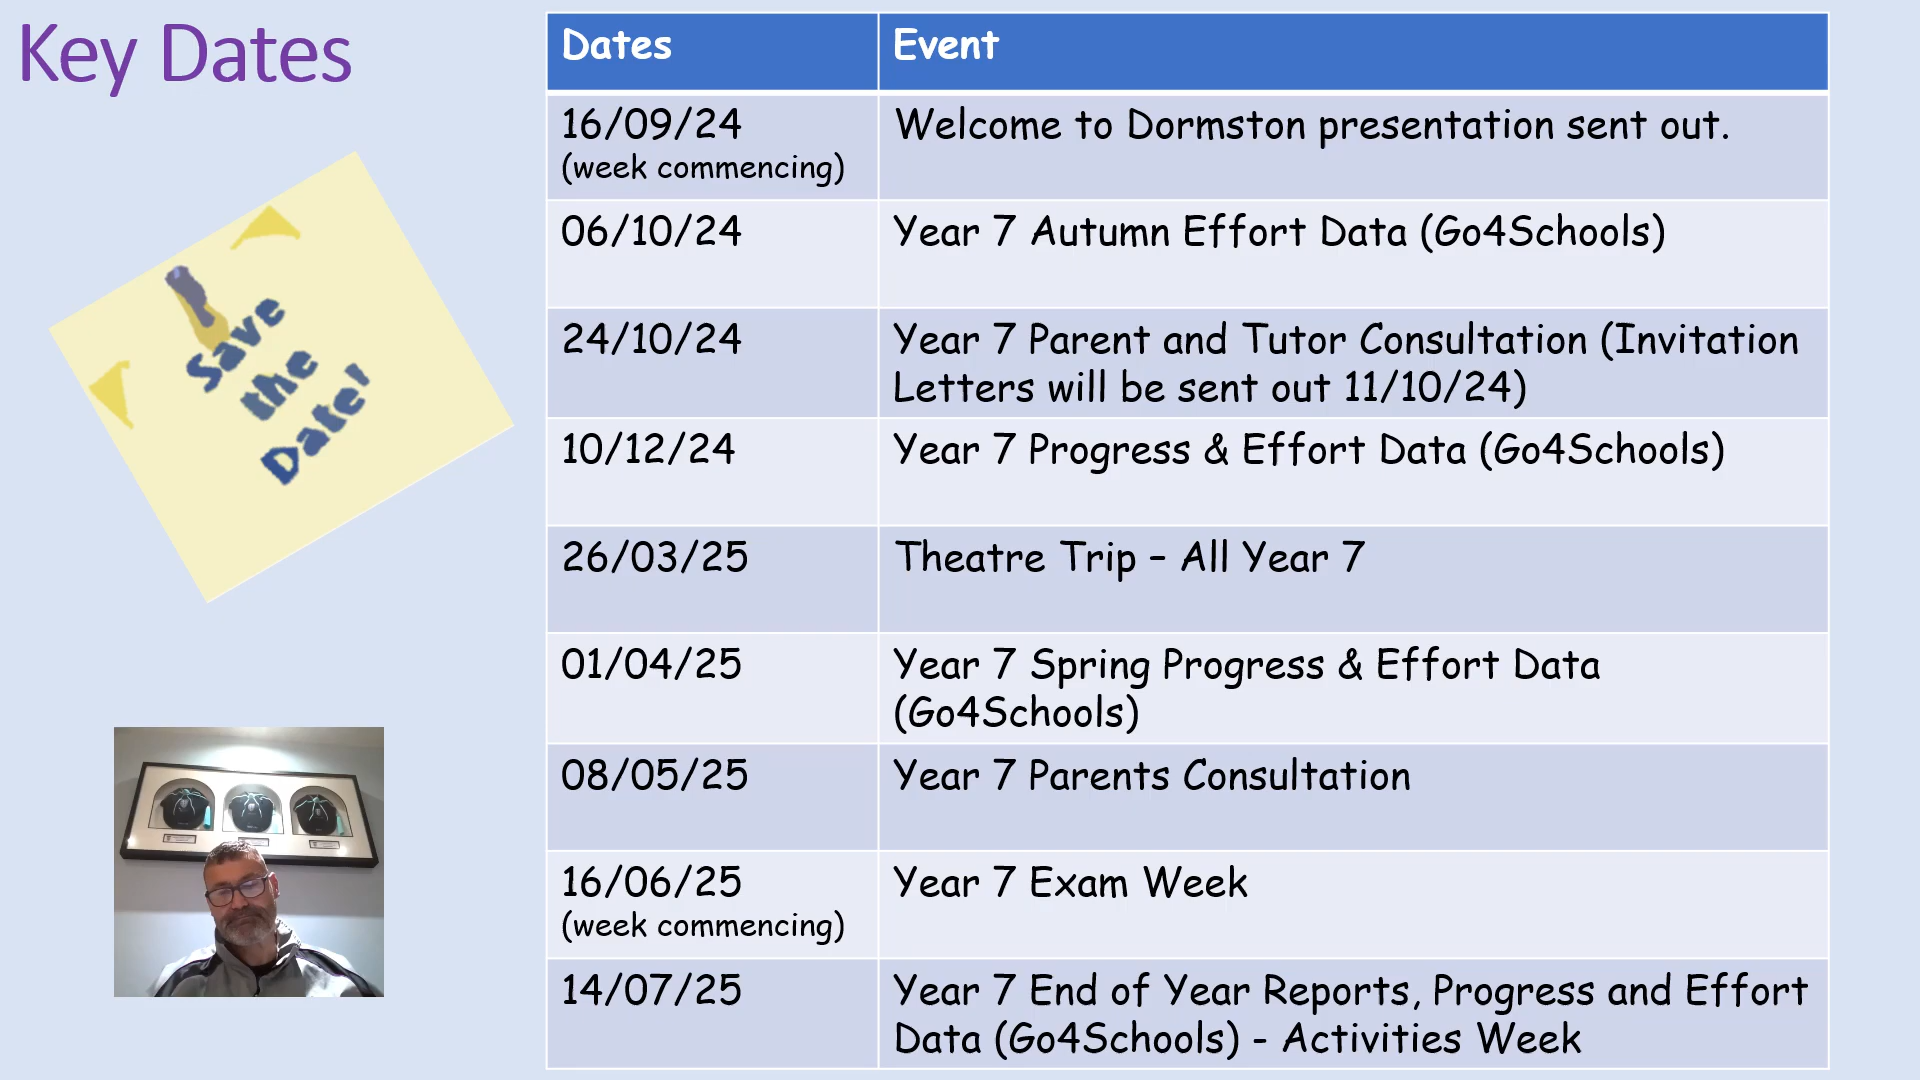 Key Dates
Save
the
Date!
Dates Event
16/09/24 Welcome to Dormston presentation sent out.
(week commencing)
06/10/24 Year 7 Autumn Effort Data (Go4Schools)
24/10/24 Year 7 Parent and Tutor Consultation (Invitation
Letters will be sent out 11/10/24)
10/12/24 Year 7 Progress & Effort Data (Go4Schools)
26/03/25 Theatre Trip – All Year 7
01/04/25 Year 7 Spring Progress & Effort Data
(Go4Schools)
08/05/25 Year 7 Parents Consultation
16/06/25 Year 7 Exam Week
(week commencing)
14/07/25 Year 7 End of Year Reports, Progress and Effort
Data (Go4Schools) - Activities Week